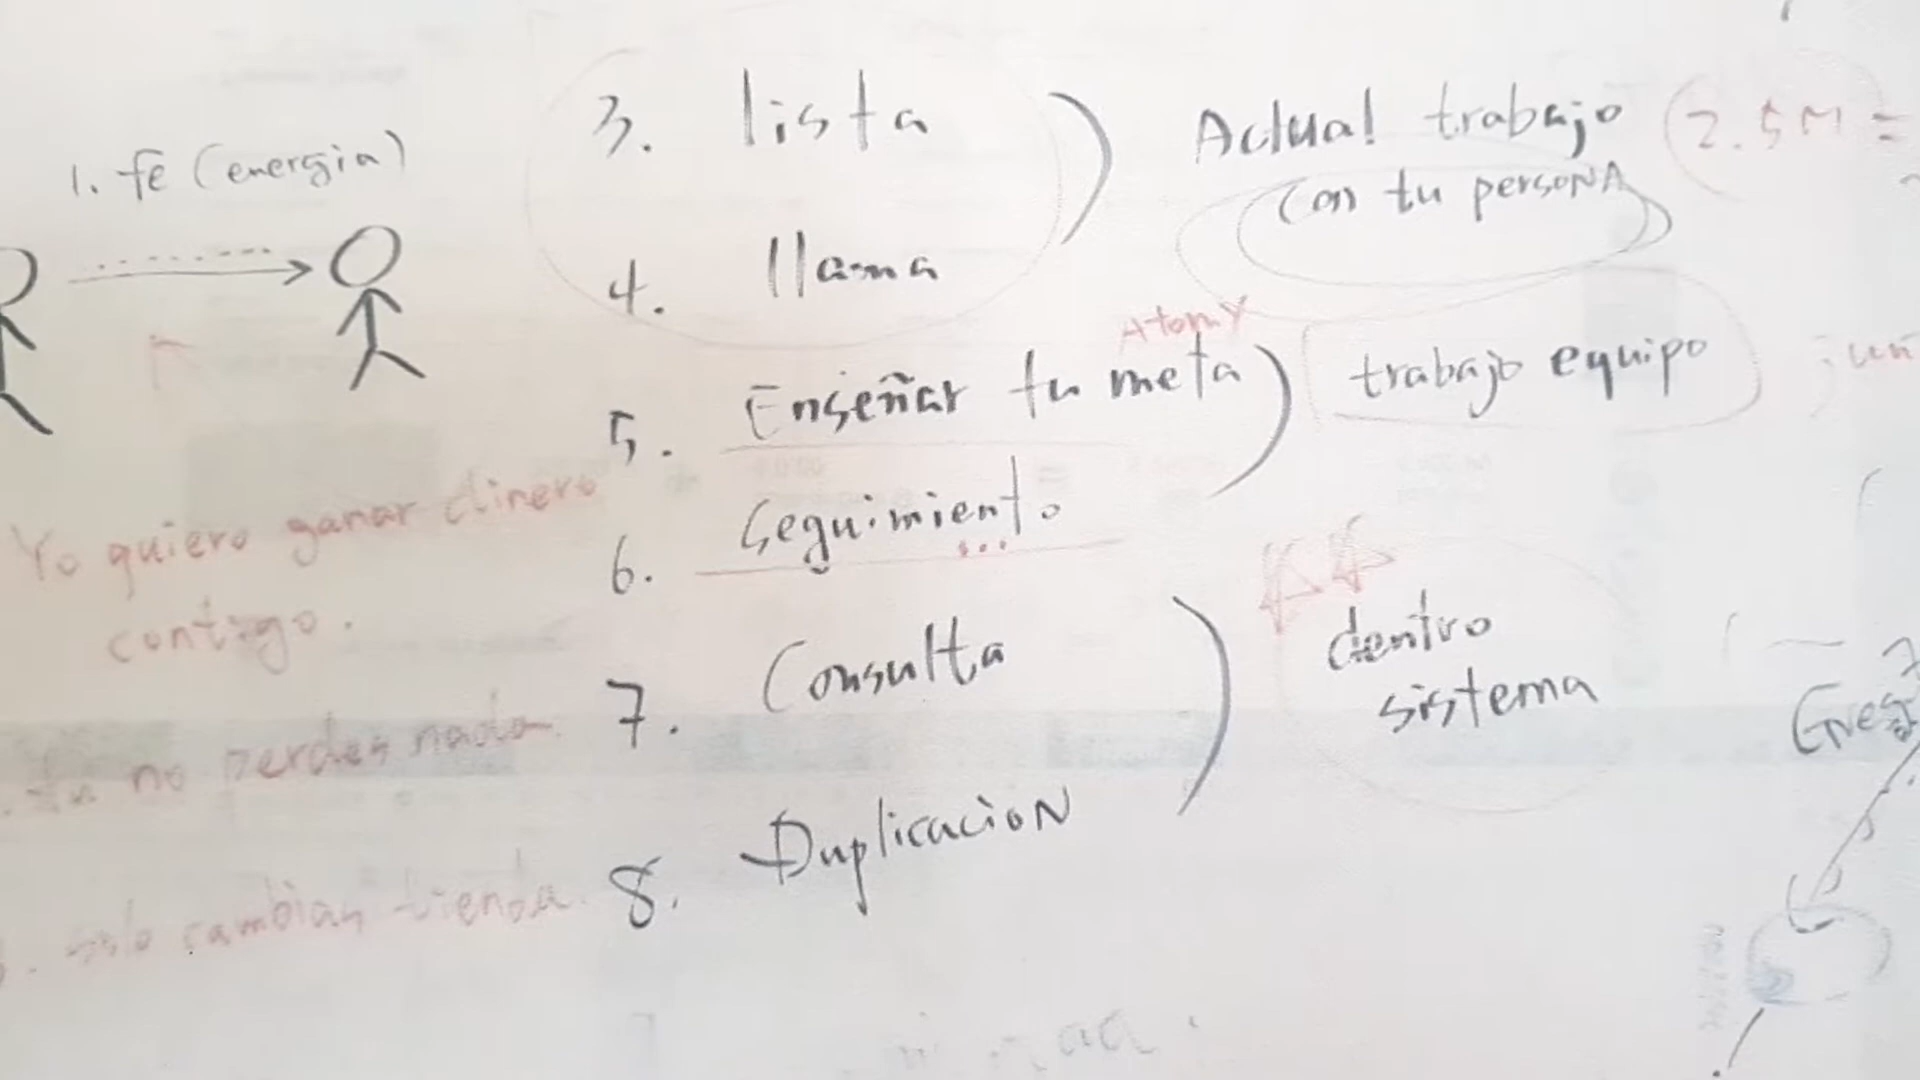 1. fe (energia)
3. lista
4. llama
Actual trabajo (2.5M =
con tu persona
Atomy
5. Enseñar tu meta
trabajo equipo
6. Seguimiento
...
Yo quiero ganar dinero
contigo.
7. Consulta
dentro
sistema
no perdes nada.
8. Duplicacion
solo cambias tienda.